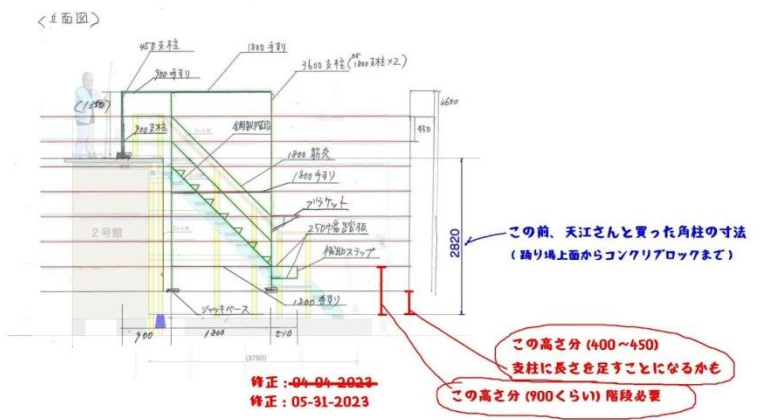 〈立面図〉
450支柱
900手すり
1800手すり
3600支柱(or 1800支柱×2)
3600
450
900支柱
鋼製階段
1800筋交
1800手すり
ブラケット
250巾踏板
補助ステップ
2号館
2820
この前、天江さんと買った角柱の寸法
(踊り場上面からコンクリブロックまで)
ジャッキベース
1800手すり
900
1800
510
(3790)
この高さ分(400〜450)
支柱に長さを足すことになるかも
この高さ分(900くらい)階段必要
修正:04-04-2023
修正:05-31-2023